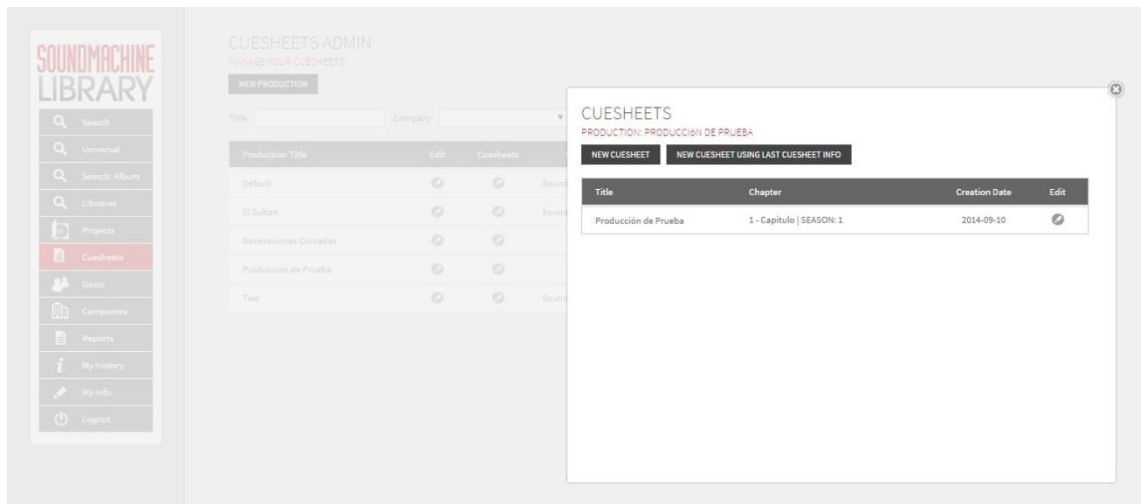 SOUNDMACHINE
LIBRARY
Search
Universal
Search: Album
Libraries
Projects
Cuesheets
Users
Companies
Reports
My History
My Info
Logout
CUESHEETS ADMIN
MANAGE YOUR CUESHEETS
NEW PRODUCTION
Title Company
Production Title Edit Cuesheets
Default Sound
El Sultan Sound
Generaciones Cruzadas
Producción de Prueba
Test Sound
CUESHEETS
PRODUCTION: PRODUCCIóN DE PRUEBA
NEW CUESHEET NEW CUESHEET USING LAST CUESHEET INFO
Title Chapter Creation Date Edit
Producción de Prueba 1 - Capitulo | SEASON: 1 2014-09-10